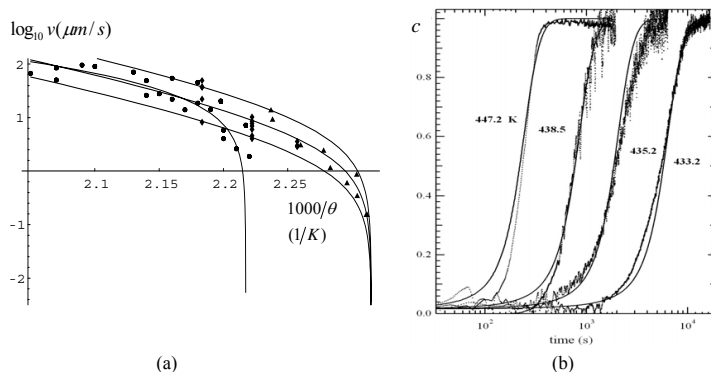 log₁₀ v(μm/s)
2
1
0
-1
-2
2.1
2.15
2.2
2.25
1000/θ
(1/K)
(a)
c
0.8
0.6
0.4
0.2
0.0
447.2 K
438.5
435.2
433.2
10²
10³
10⁴
time (s)
(b)